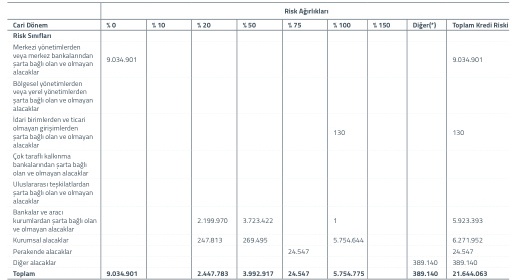 Risk Ağırlıkları
Cari Dönem % 0 % 10 % 20 % 50 % 75 % 100 % 150 Diğer(*) Toplam Kredi Riski
Risk Sınıfları
Merkezi yönetimlerden
veya merkez bankalarından
şarta bağlı olan ve olmayan
alacaklar 9.034.901 9.034.901
Bölgesel yönetimlerden
veya yerel yönetimlerden
şarta bağlı olan ve olmayan
alacaklar
İdari birimlerden ve ticari
olmayan girişimlerden
şarta bağlı olan ve olmayan
alacaklar 130 130
Çok taraflı kalkınma
bankalarından şarta bağlı
olan ve olmayan alacaklar
Uluslararası teşkilatlardan
şarta bağlı olan ve olmayan
alacaklar
Bankalar ve aracı
kurumlardan şarta bağlı olan
ve olmayan alacaklar 2.199.970 3.723.422 1 5.923.393
Kurumsal alacaklar 247.813 269.495 5.754.644 6.271.952
Perakende alacaklar 24.547 24.547
Diğer alacaklar 389.140 389.140
Toplam 9.034.901 2.447.783 3.992.917 24.547 5.754.775 389.140 21.644.063